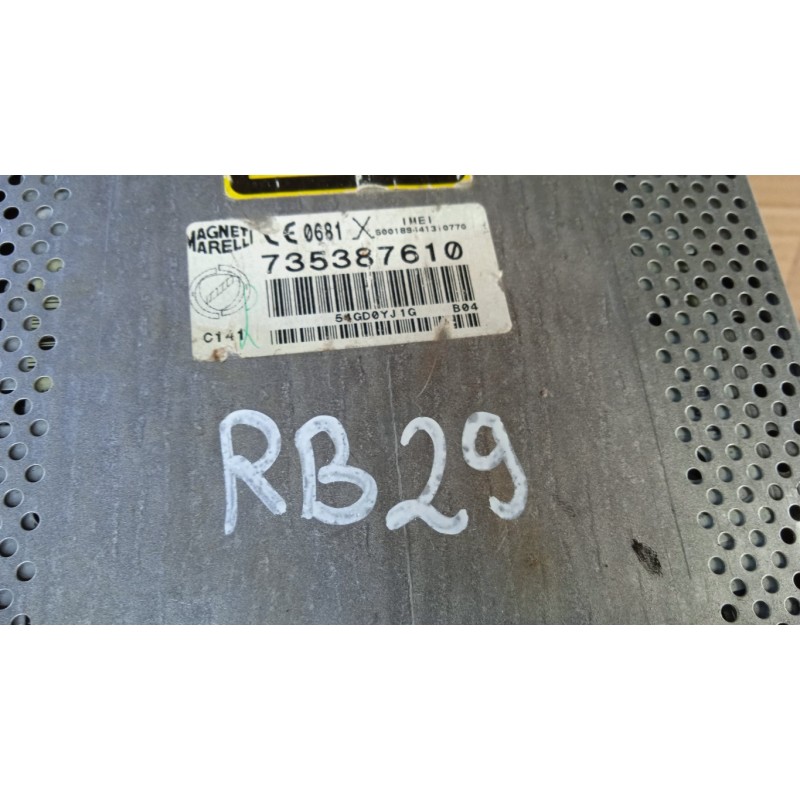 MAGNETI MARELLI
CE 0681 X
IMEI
735387610
54GD0YJ1G B04
C141
RB29